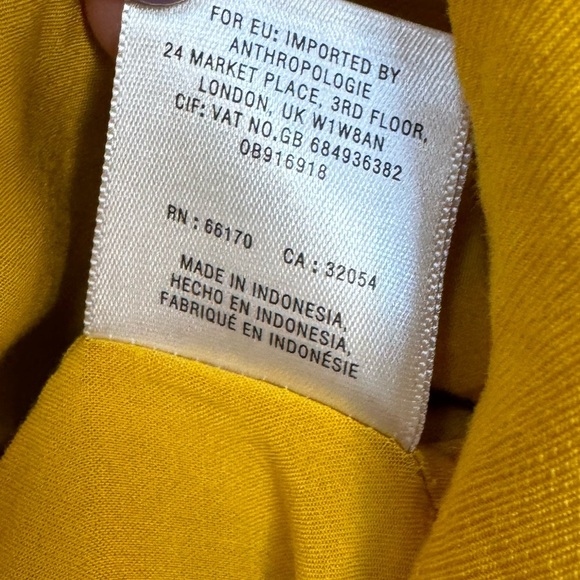 FOR EU: IMPORTED BY
ANTHROPOLOGIE
24 MARKET PLACE, 3RD FLOOR,
LONDON, UK W1W8AN
CIF: VAT NO.GB 684936382
OB916918
RN : 66170 CA : 32054
MADE IN INDONESIA,
HECHO EN INDONESIA,
FABRIQUÉ EN INDONÉSIE